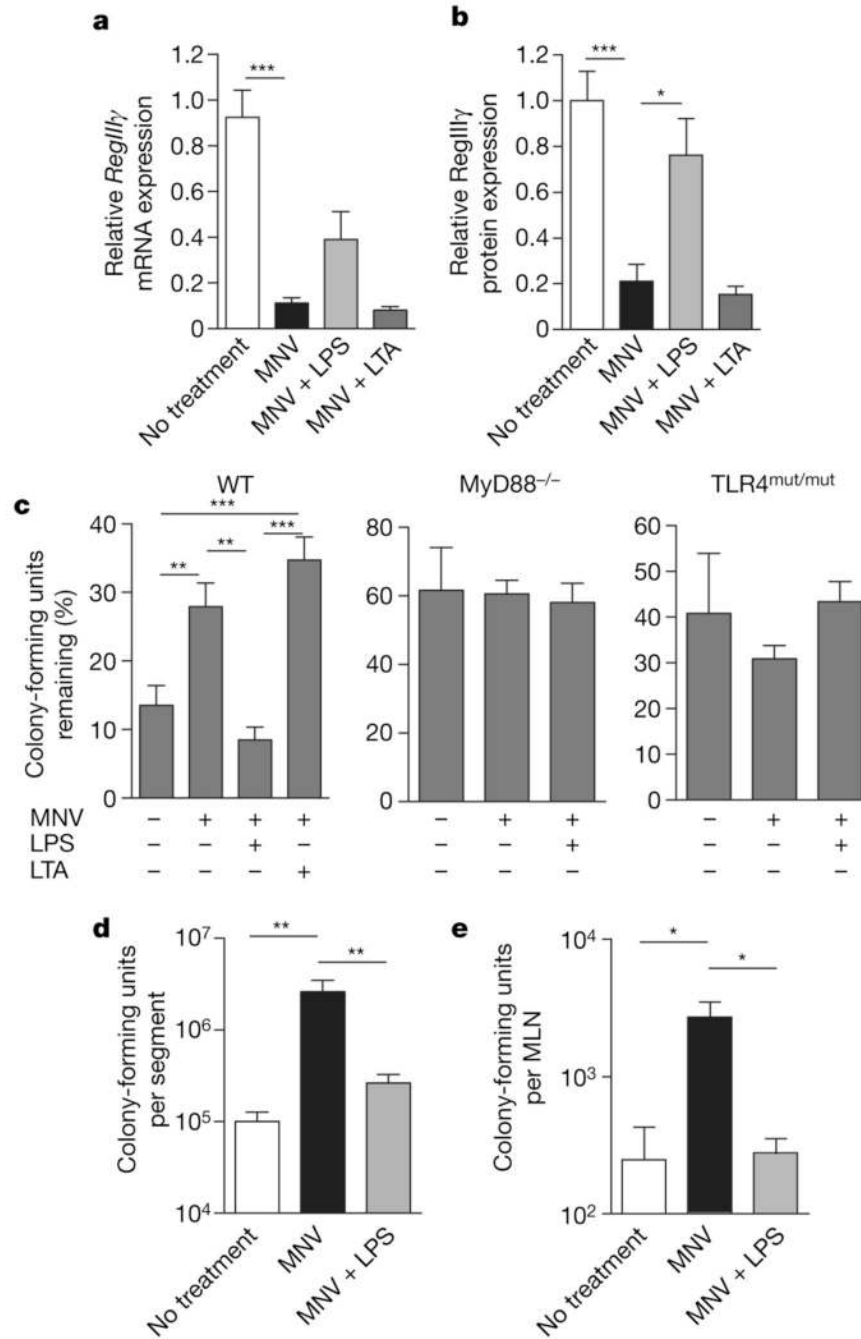 a
Relative RegIIIγ
mRNA expression
1.2
1.0
0.8
0.6
0.4
0.2
0
***
No treatment
MNV
MNV + LPS
MNV + LTA
b
Relative RegIIIγ
protein expression
1.2
1.0
0.8
0.6
0.4
0.2
0
***
*
No treatment
MNV
MNV + LPS
MNV + LTA
c
WT
Colony-forming units
remaining (%)
40
30
20
10
0
***
**
**
***
MyD88–/–
80
60
40
20
0
TLR4mut/mut
60
50
40
30
20
10
0
MNV – + + + – + + – + +
LPS – – + – – – + – – +
LTA – – – + – – – – – –
d
Colony-forming units
per segment
10⁷
10⁶
10⁵
10⁴
**
**
No treatment
MNV
MNV + LPS
e
Colony-forming units
per MLN
10⁴
10³
10²
*
*
No treatment
MNV
MNV + LPS